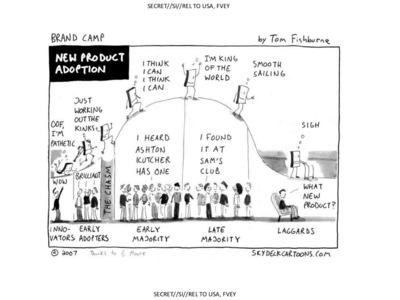 SECRET//SI//REL TO USA, FVEY
BRAND CAMP
by Tom Fishburne
NEW PRODUCT
ADOPTION
OOF,
I'M
PATHETIC
JUST
WORKING
OUT THE
KINKS
I THINK
I CAN
I THINK
I CAN
I'M KING
OF THE
WORLD
SMOOTH
SAILING
SIGH
WOW
BRILLIANT
THE CHASM
I HEARD
ASHTON
KUTCHER
HAS ONE
I FOUND
IT AT
SAM'S
CLUB
WHAT
NEW
PRODUCT?
INNO-
VATORS
EARLY
ADOPTERS
EARLY
MAJORITY
LATE
MAJORITY
LAGGARDS
© 2007
thanks to G. Moore
SKYDECKCARTOONS.COM
SECRET//SI//REL TO USA, FVEY